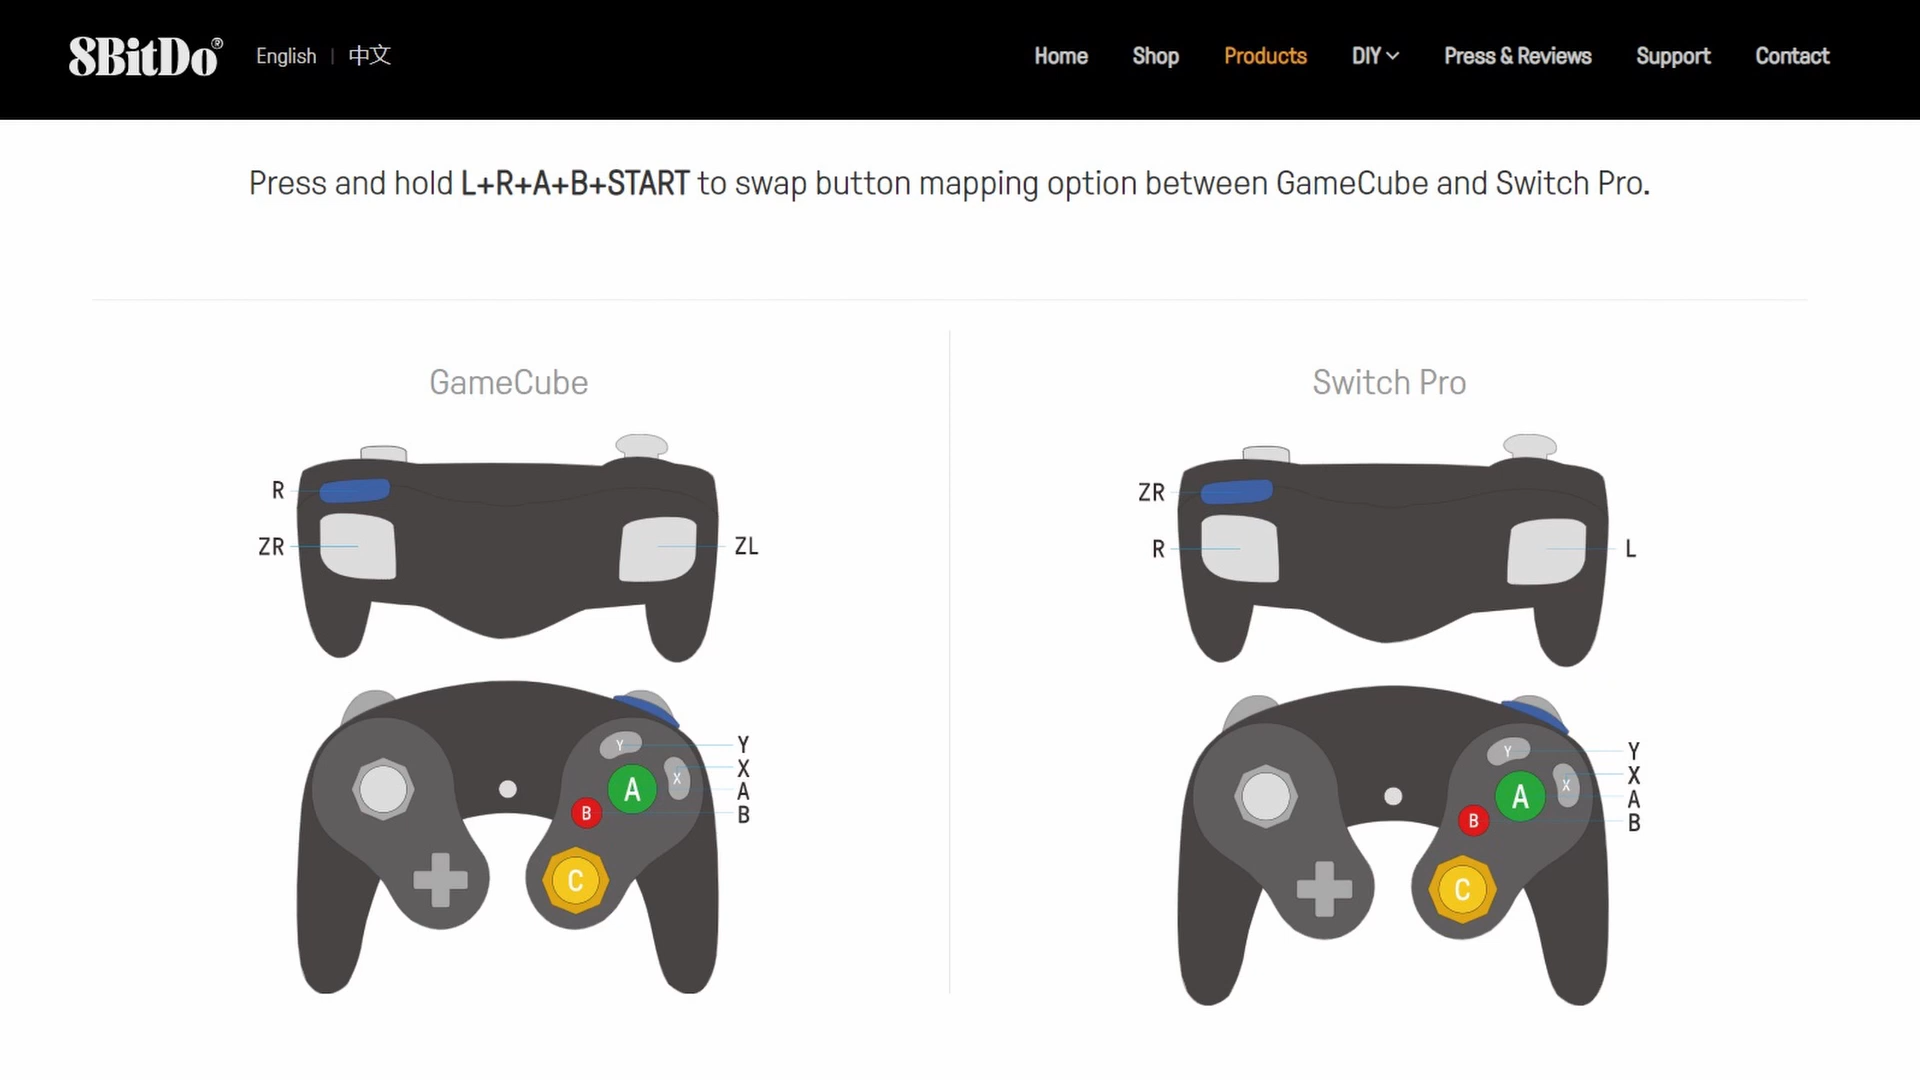 8BitDo® English | 中文 Home Shop Products DIY Press & Reviews Support Contact
Press and hold L+R+A+B+START to swap button mapping option between GameCube and Switch Pro.
GameCube
R
ZR
ZL
Y
Y
X
X
A
A
B
B
C
Switch Pro
ZR
R
L
Y
Y
X
X
A
A
B
B
C